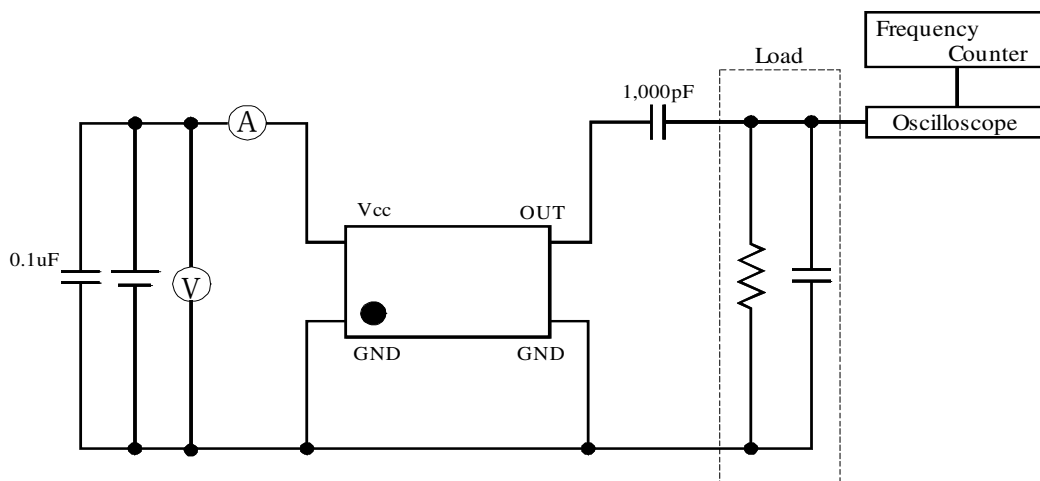 Frequency
Counter
Load
1,000pF
A
Oscilloscope
Vcc
OUT
0.1uF
V
GND
GND